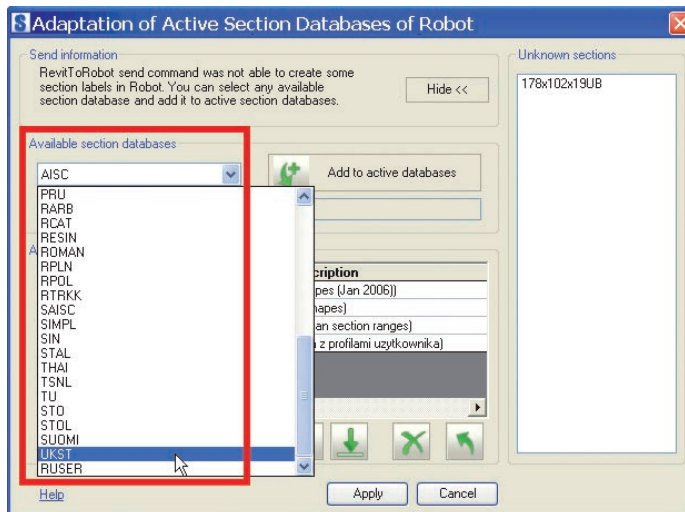 Adaptation of Active Section Databases of Robot
Send information
RevitToRobot send command was not able to create some
section labels in Robot. You can select any available
section database and add it to active section databases.
Hide <<
Unknown sections
178x102x19UB
Available section databases
AISC
Add to active databases
PRU
RARB
RCAT
RESIN
ROMAN
RPLN
RPOL
RTRKK
SAISC
SIMPL
SIN
STAL
THAI
TSNL
TU
STO
STOL
SUOMI
UKST
RUSER
A
cription
pes (Jan 2006))
hapes)
an section ranges)
z profilami uzytkownika)
Help
Apply
Cancel